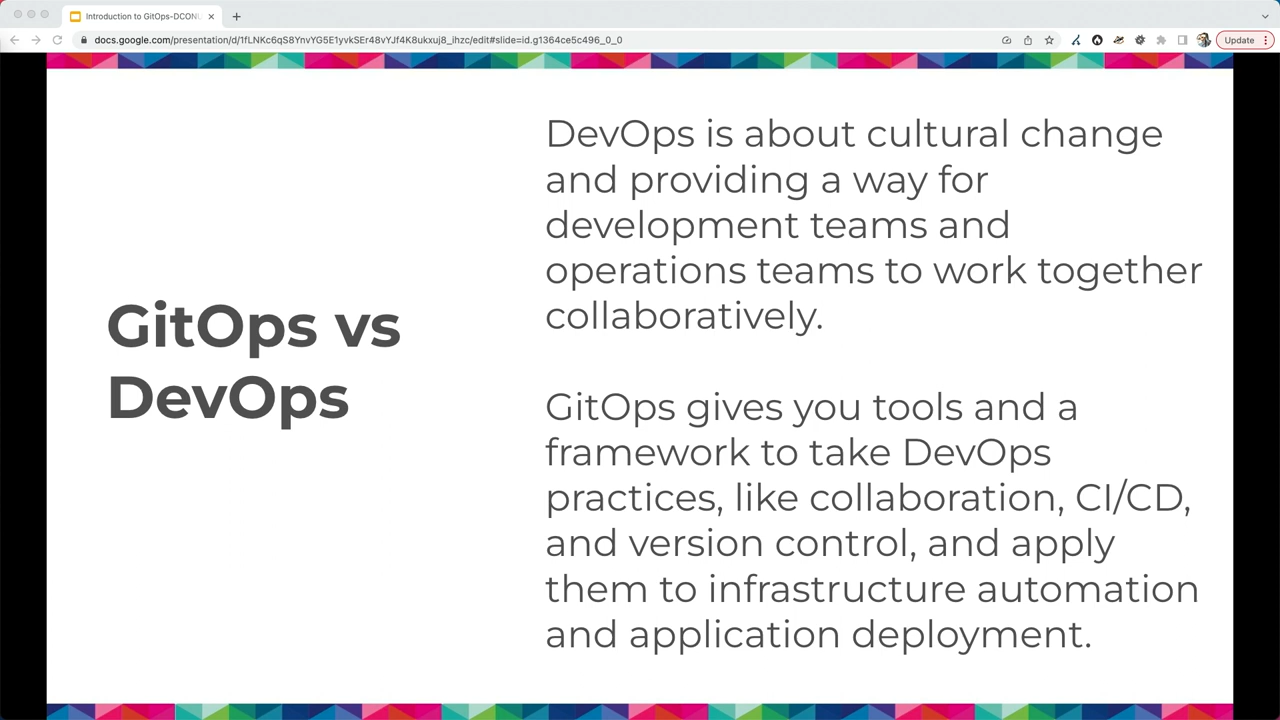 Introduction to GitOps-DCON
docs.google.com/presentation/d/1fLNKc6qS8YnvYG5E1yvkSEr48vYJf4K8ukxuj8_ihzc/edit#slide=id.g1364ce5c496_0_0
Update
GitOps vs
DevOps
DevOps is about cultural change
and providing a way for
development teams and
operations teams to work together
collaboratively.
GitOps gives you tools and a
framework to take DevOps
practices, like collaboration, CI/CD,
and version control, and apply
them to infrastructure automation
and application deployment.